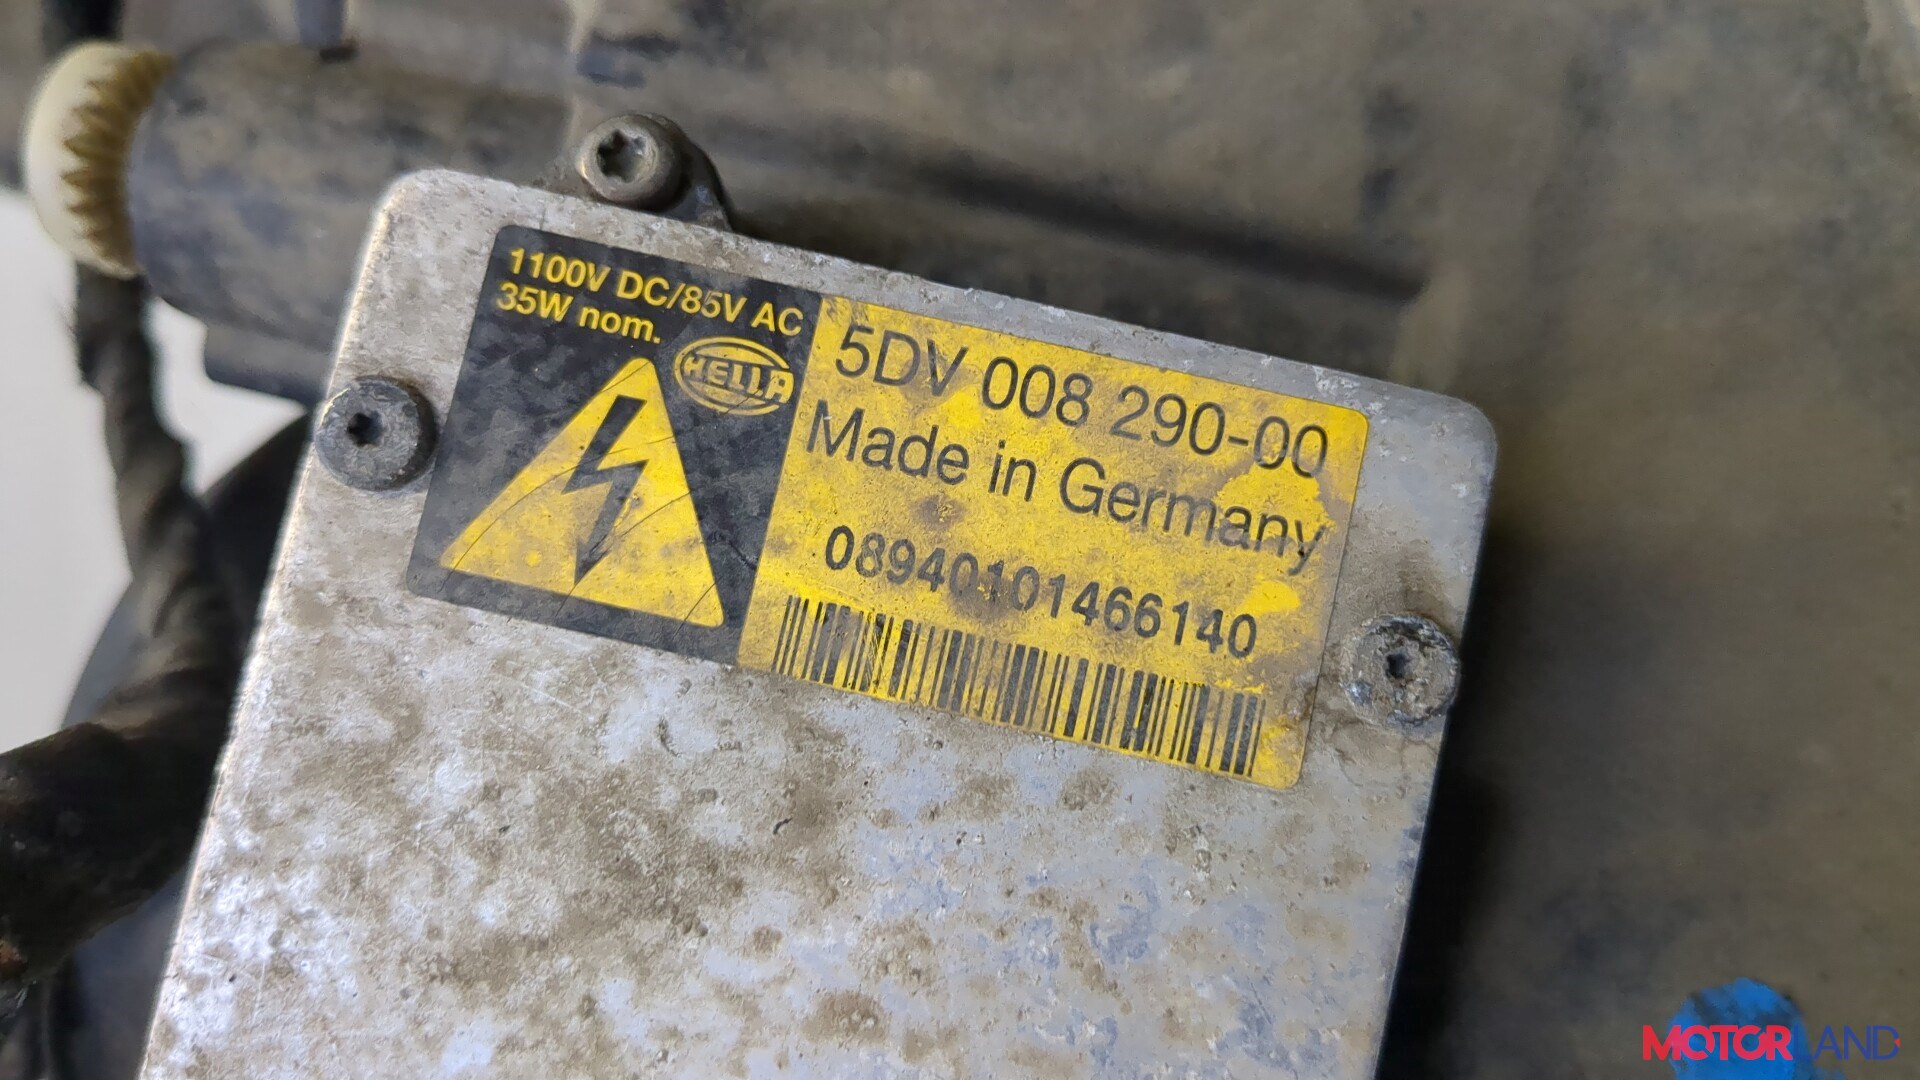 1100V DC/85V AC
35W nom.
HELLA
5DV 008 290-00
Made in Germany
08940101466140
MOTORLAND